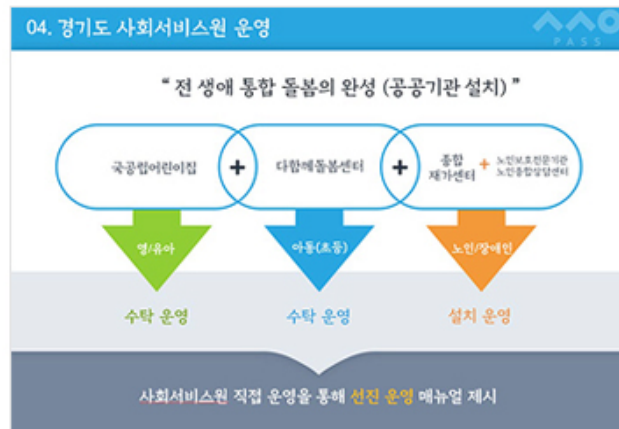 04. 경기도 사회서비스원 운영
PASS
“ 전 생애 통합 돌봄의 완성 (공공기관 설치) ”
국공립어린이집 + 다함께돌봄센터 + 종합 재가센터 + 노인보호전문기관 노인종합상담센터
영/유아
아동(초등)
노인/장애인
수탁 운영
수탁 운영
설치 운영
사회서비스원 직접 운영을 통해 선진 운영 매뉴얼 제시